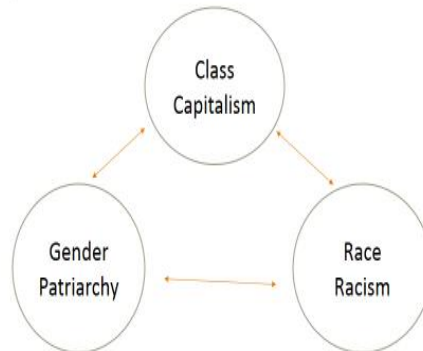 Class
Capitalism
Gender
Patriarchy
Race
Racism